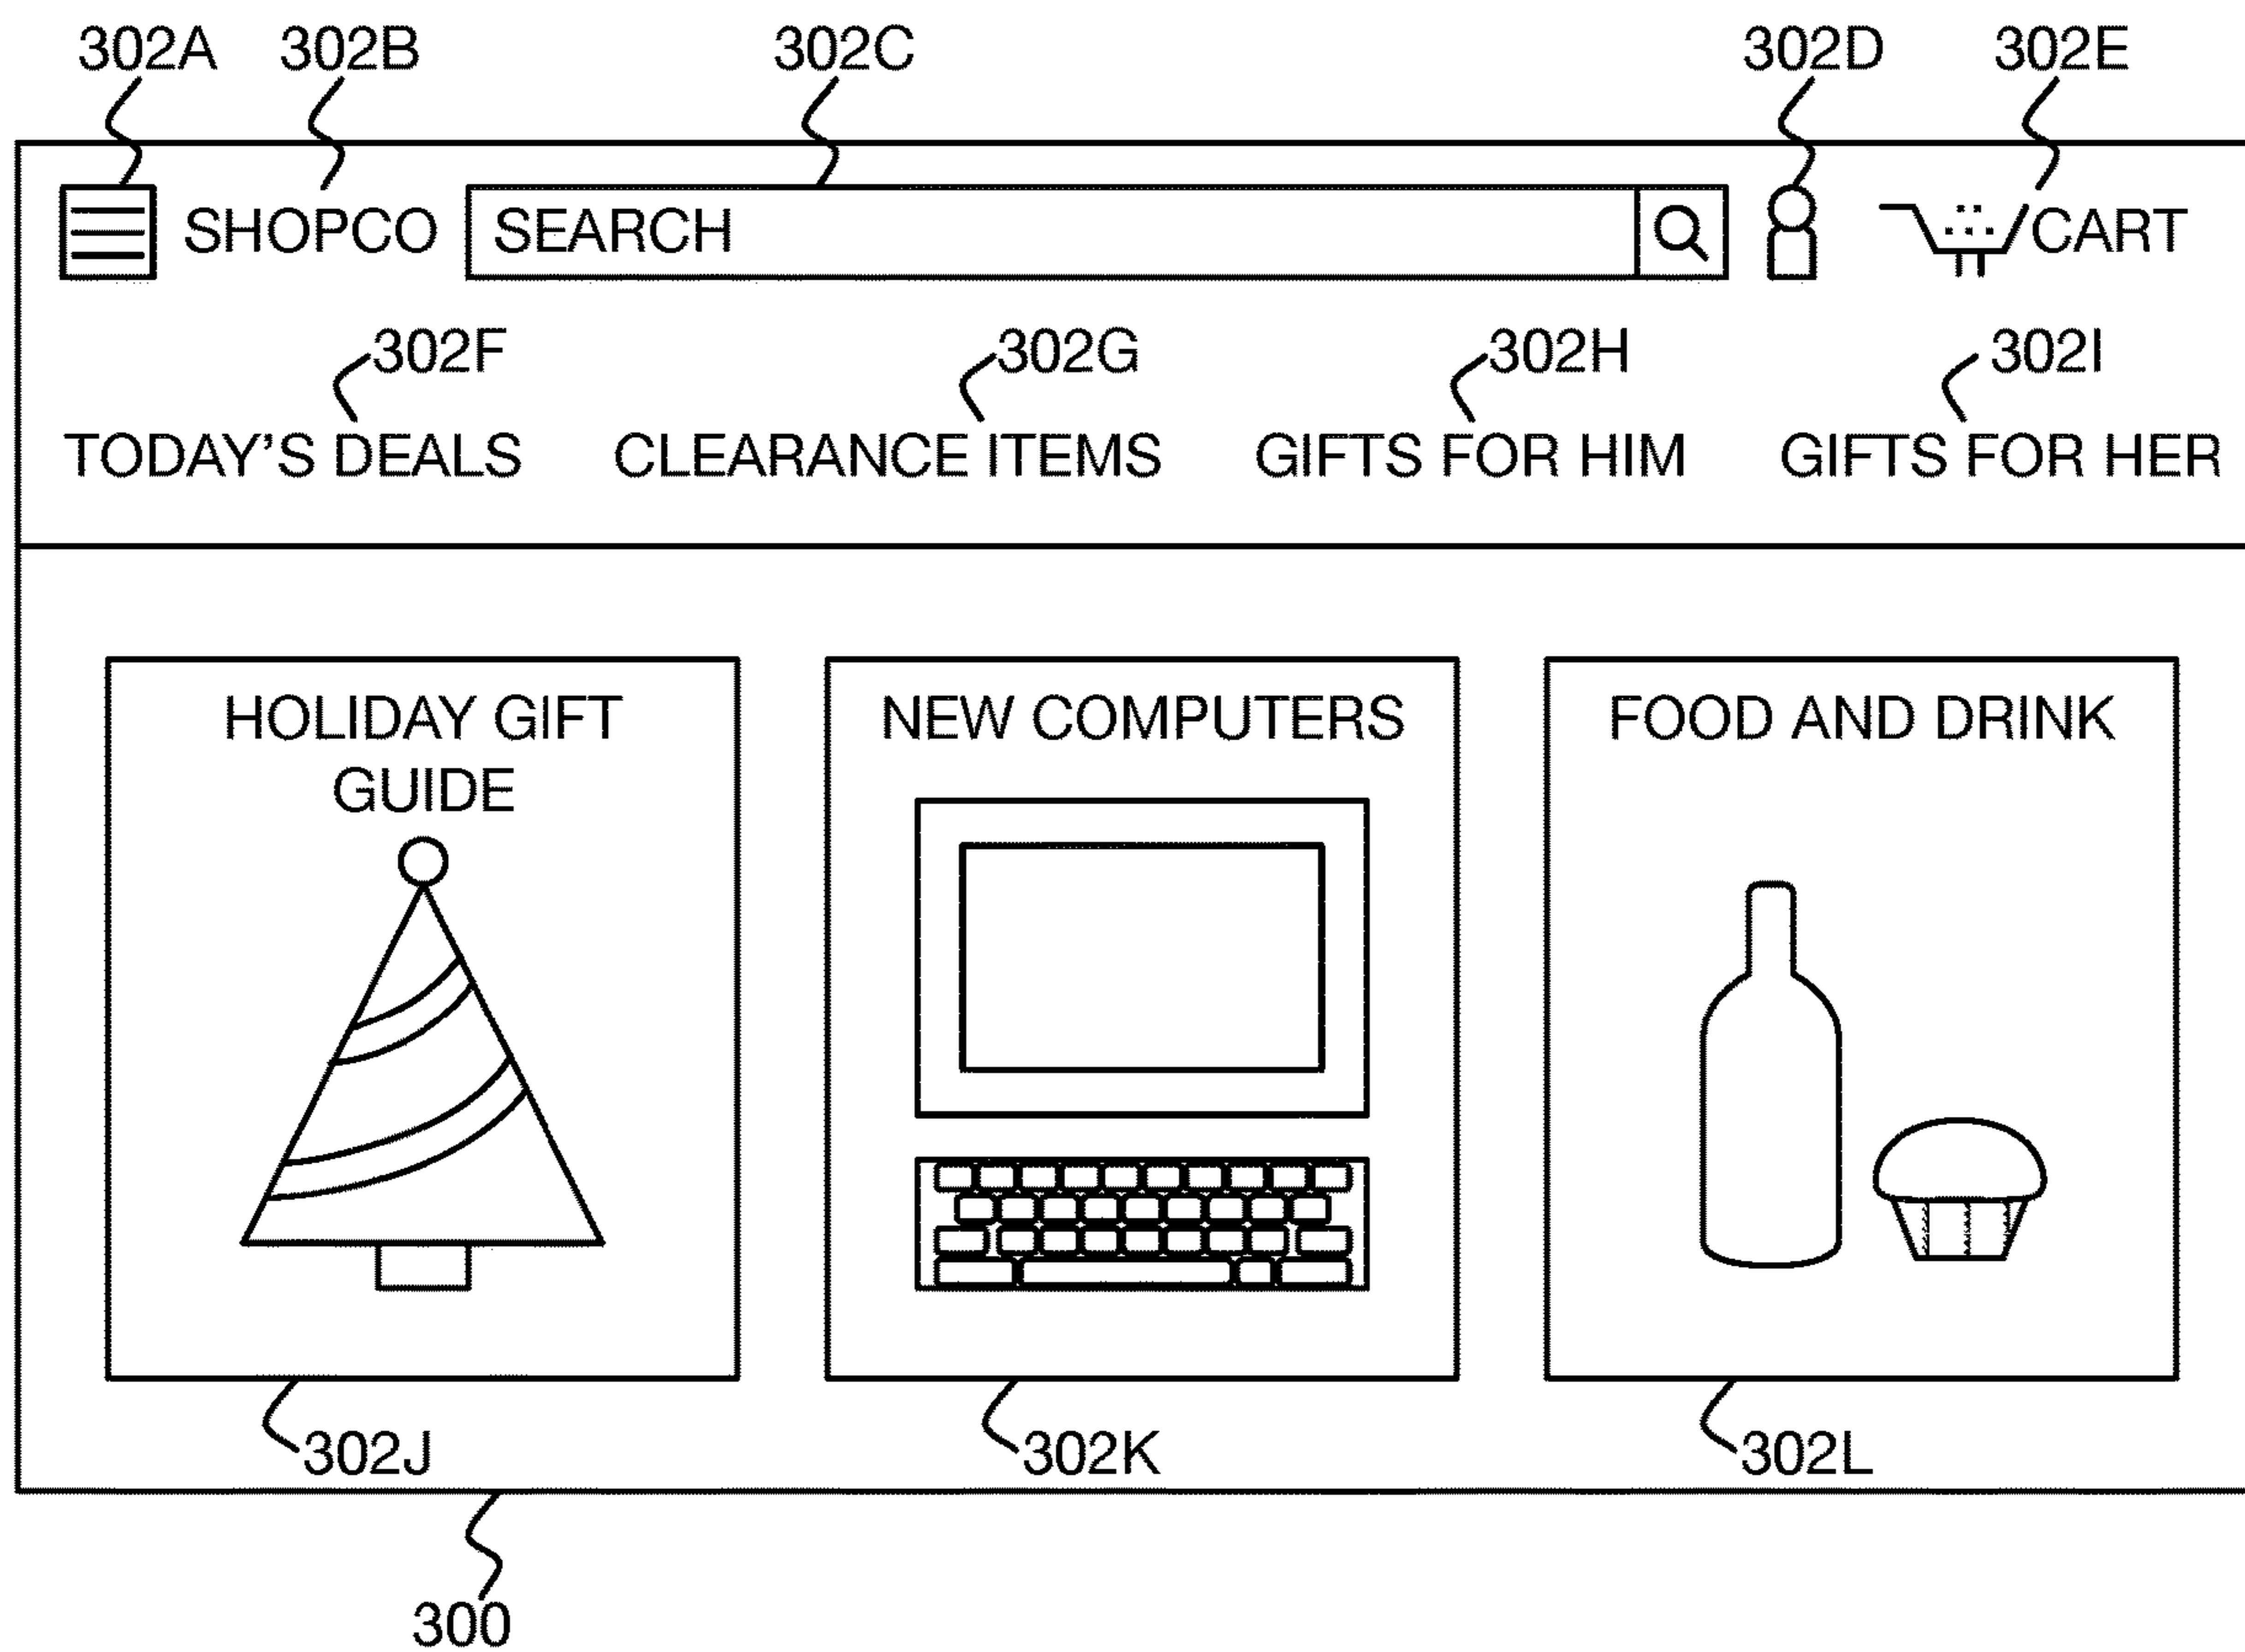 302A 302B 302C 302D 302E
SHOPCO SEARCH CART
302F 302G 302H 302I
TODAY'S DEALS CLEARANCE ITEMS GIFTS FOR HIM GIFTS FOR HER
HOLIDAY GIFT
GUIDE
NEW COMPUTERS
FOOD AND DRINK
302J 302K 302L
300